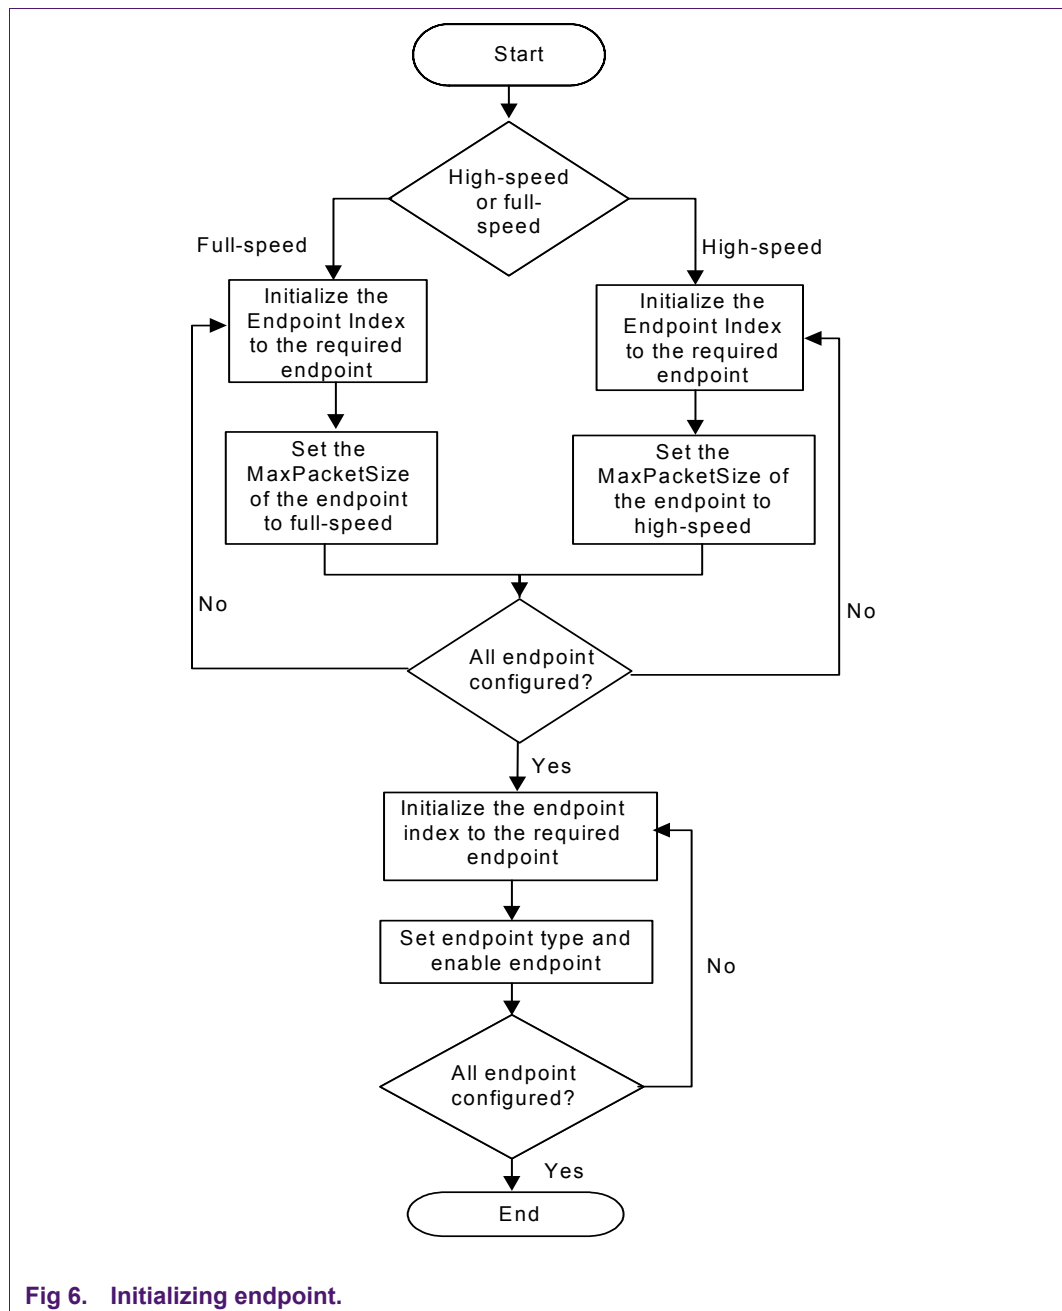 Start
High-speed
or full-
speed
Full-speed
High-speed
Initialize the
Endpoint Index
to the required
endpoint
Initialize the
Endpoint Index
to the required
endpoint
Set the
MaxPacketSize
of the endpoint
to full-speed
Set the
MaxPacketSize of
the endpoint to
high-speed
No
No
All endpoint
configured?
Yes
Initialize the endpoint
index to the required
endpoint
Set endpoint type and
enable endpoint
No
All endpoint
configured?
Yes
End
Fig 6. Initializing endpoint.